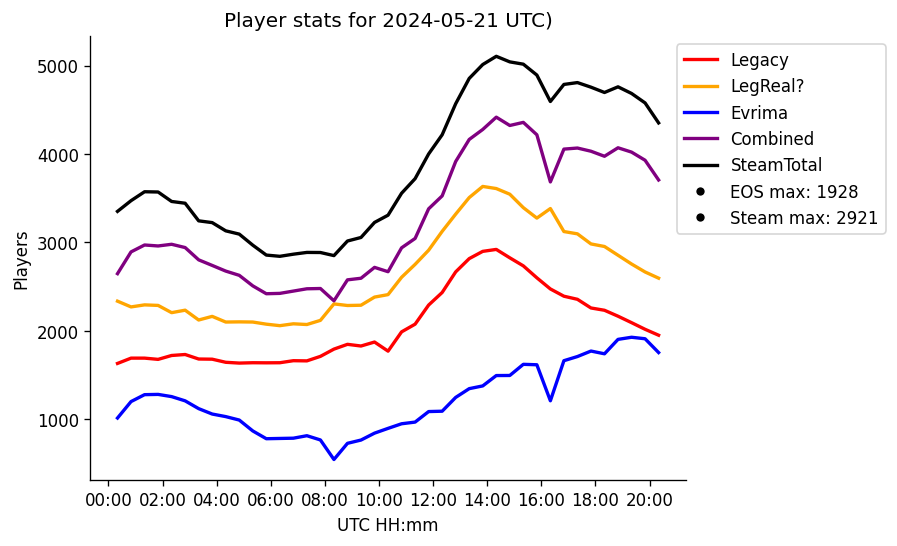 Player stats for 2024-05-21 UTC)
Legacy
LegReal?
Evrima
Combined
SteamTotal
EOS max: 1928
Steam max: 2921
Players
5000
4000
3000
2000
1000
00:00 02:00 04:00 06:00 08:00 10:00 12:00 14:00 16:00 18:00 20:00
UTC HH:mm